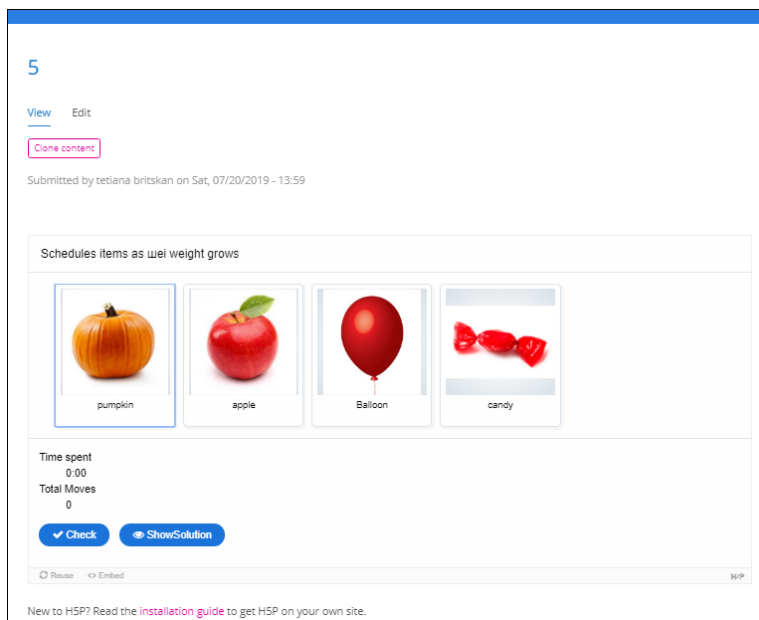 5
View Edit
Clone content
Submitted by tetiana britskan on Sat, 07/20/2019 - 13:59
Schedules items as шеі weight grows
pumpkin apple Balloon candy
Time spent
0:00
Total Moves
0
Check ShowSolution
Reuse <> Embed H5P
New to H5P? Read the installation guide to get H5P on your own site.